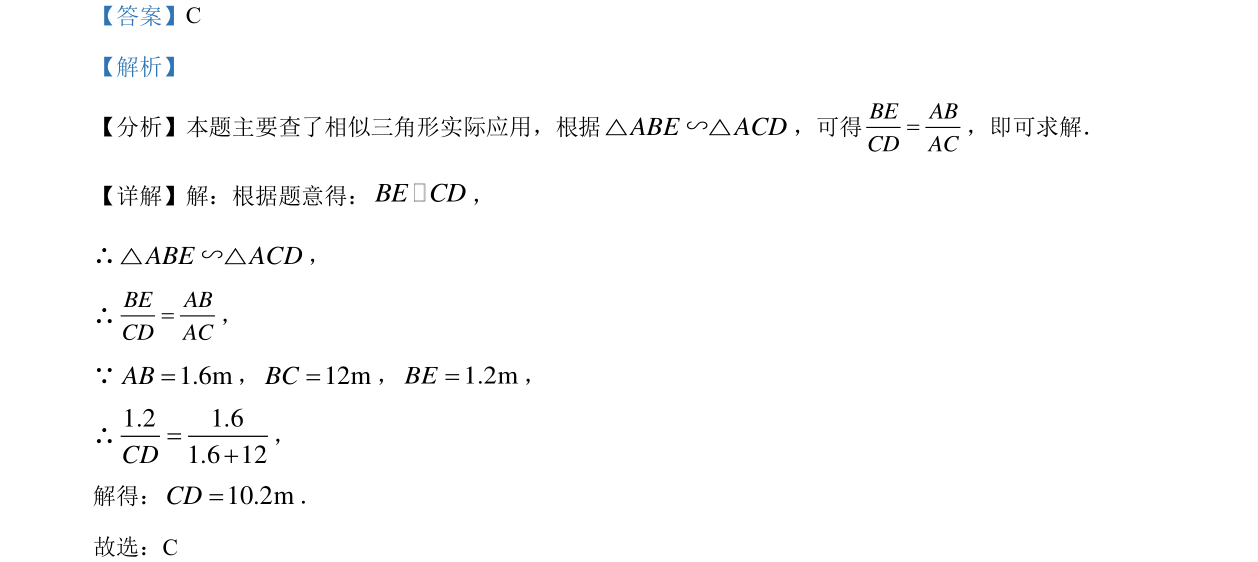 【答案】C
【解析】
【分析】本题主要查了相似三角形实际应用，根据△ABE∽△ACD，可得BE/CD=AB/AC，即可求解．
【详解】解：根据题意得：BE□CD，
∴△ABE∽△ACD，
∴BE/CD=AB/AC，
∵AB=1.6m，BC=12m，BE=1.2m，
∴1.2/CD=1.6/(1.6+12)，
解得：CD=10.2m．
故选：C